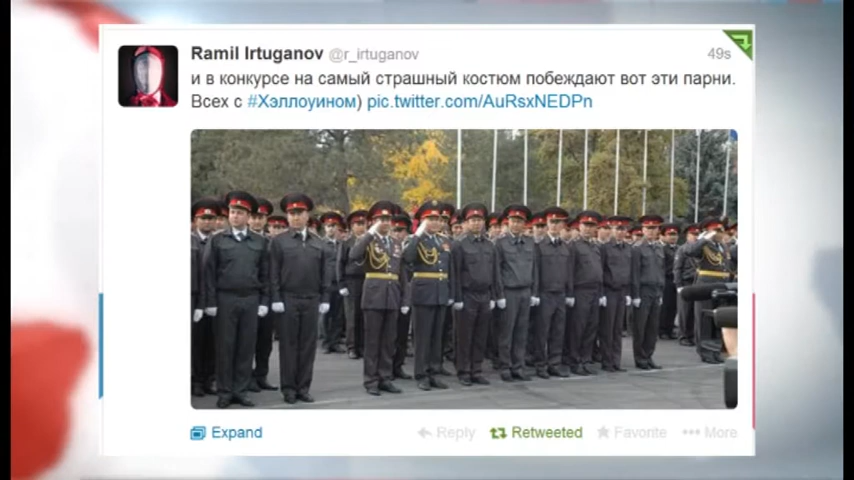 Ramil Irtuganov @r_irtuganov 49s
и в конкурсе на самый страшный костюм побеждают вот эти парни.
Всех с #Хэллоуином) pic.twitter.com/AuRsxNEDPn
Expand Reply Retweeted Favorite More